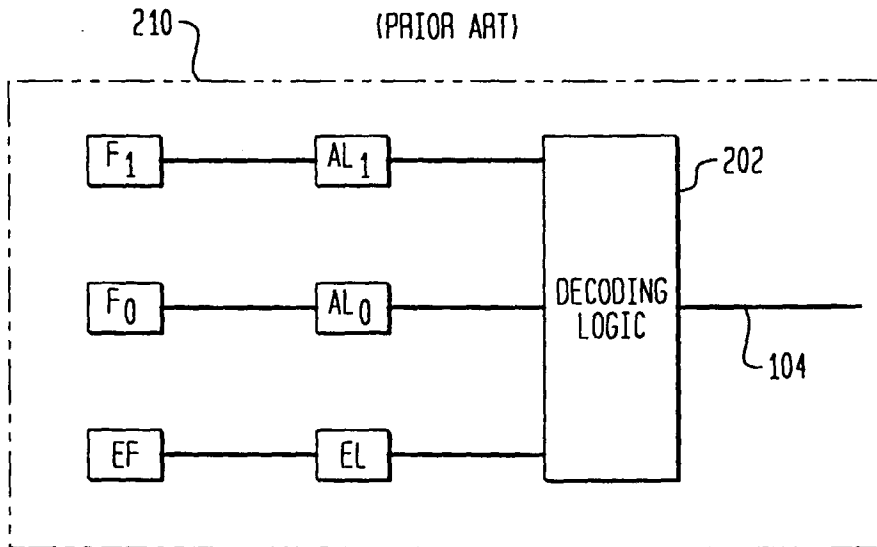 210
(PRIOR ART)
F1
AL1
202
F0
AL0
DECODING
LOGIC
104
EF
EL